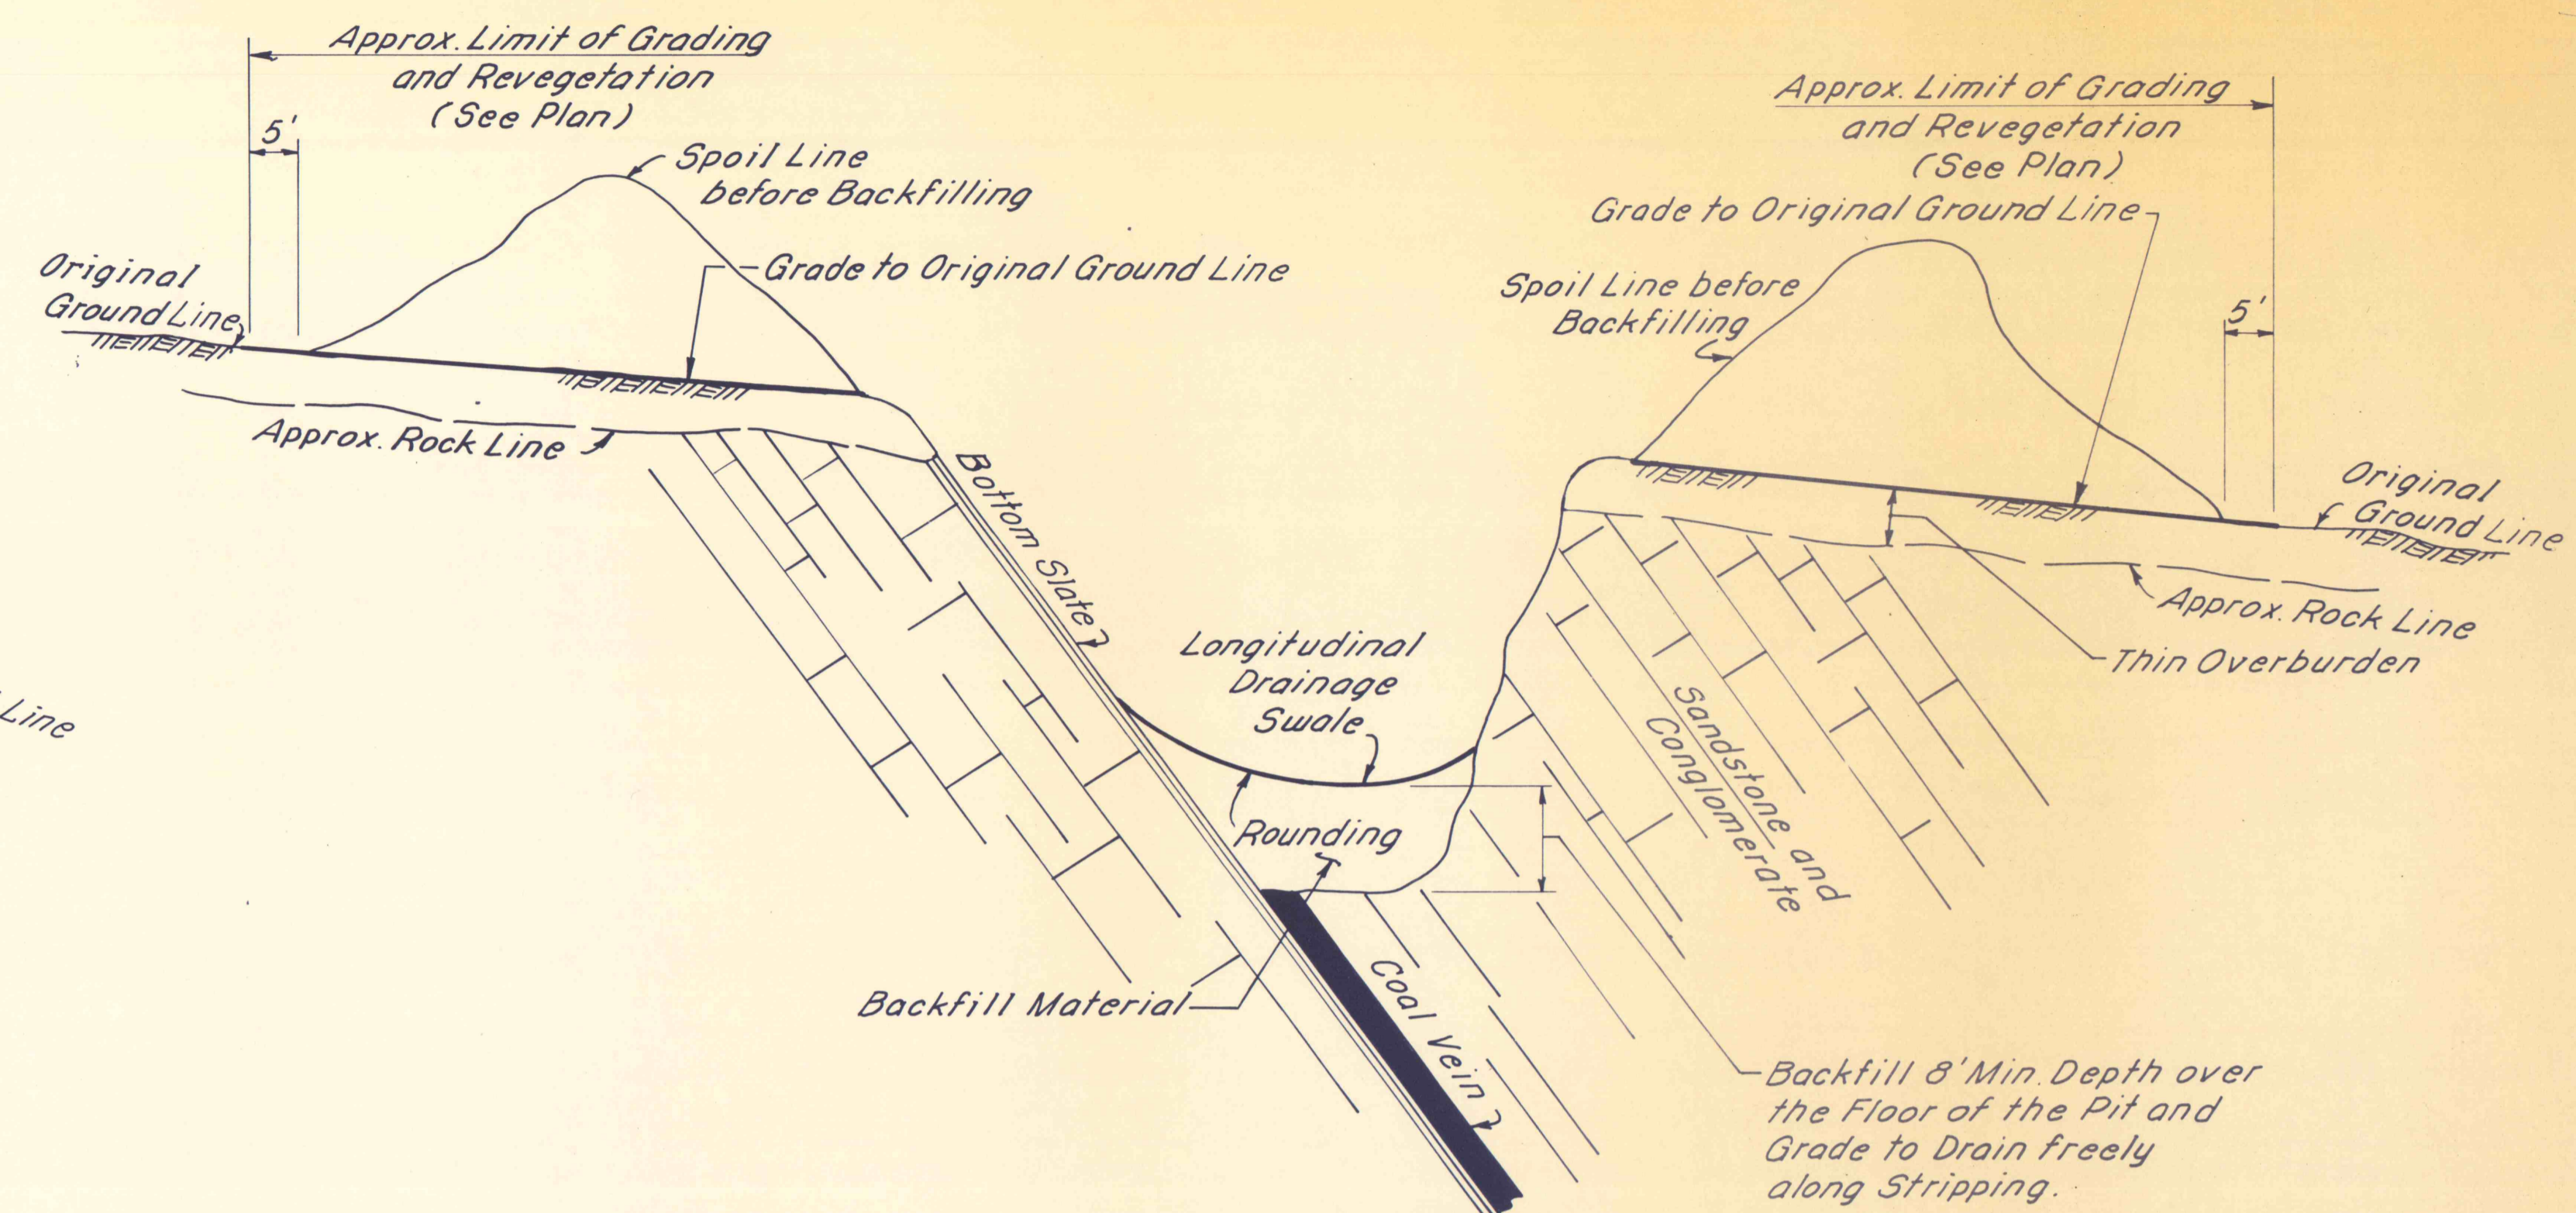 Approx. Limit of Grading
and Revegetation
(See Plan)
5'
Spoil Line
before Backfilling
Grade to Original Ground Line
Original
Ground Line
Approx. Rock Line
Bottom Slate
Line
Longitudinal
Drainage
Swale
Rounding
Backfill Material
Coal Vein
Approx. Limit of Grading
and Revegetation
(See Plan)
Grade to Original Ground Line
Spoil Line before
Backfilling
5'
Original
Ground Line
Approx. Rock Line
Thin Overburden
Sandstone and
Conglomerate
Backfill 8' Min. Depth over
the Floor of the Pit and
Grade to Drain freely
along Stripping.